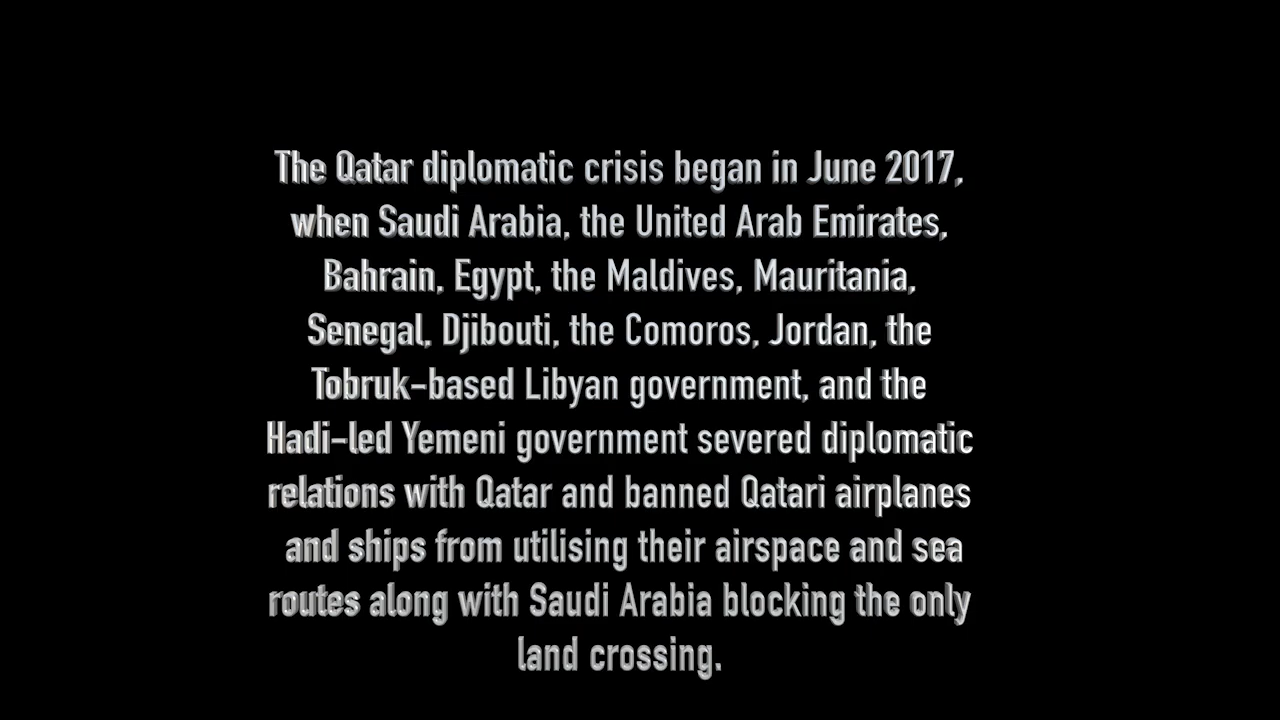 The Qatar diplomatic crisis began in June 2017,
when Saudi Arabia, the United Arab Emirates,
Bahrain, Egypt, the Maldives, Mauritania,
Senegal, Djibouti, the Comoros, Jordan, the
Tobruk-based Libyan government, and the
Hadi-led Yemeni government severed diplomatic
relations with Qatar and banned Qatari airplanes
and ships from utilising their airspace and sea
routes along with Saudi Arabia blocking the only
land crossing.